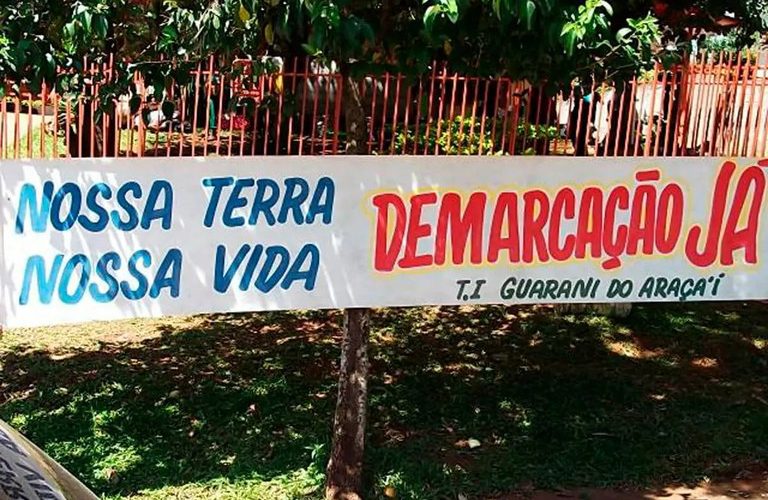 NOSSA TERRA
NOSSA VIDA
DEMARCAÇÃO JÁ
T.I GUARANI DO ARAÇA'Í